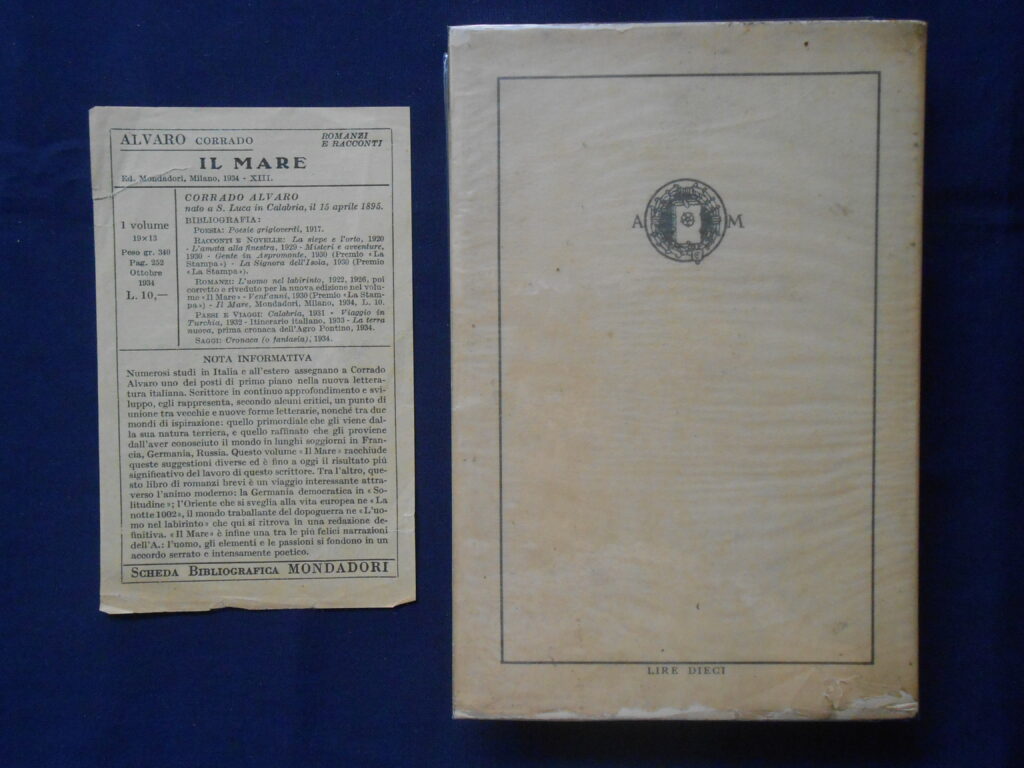 ALVARO CORRADO
ROMANZI
E RACCONTI
IL MARE
Ed. Mondadori, Milano, 1934 - XIII.
1 volume
19×13
Peso gr. 340
Pag. 252
Ottobre
1934
L. 10,—
CORRADO ALVARO
nato a S. Luca in Calabria, il 15 aprile 1895.
BIBLIOGRAFIA:
POESIA: Poesie grigioverdi, 1917.
RACCONTI E NOVELLE: La siepe e l'orto, 1920
- L'amata alla finestra, 1929 - Misteri e avventure,
1930 - Gente in Aspromonte, 1930 (Premio «La
Stampa») - La Signora dell'Isola, 1930 (Premio
«La Stampa»).
ROMANZI: L'uomo nel labirinto, 1922, 1926, poi
corretto e riveduto per la nuova edizione nel volu-
me «Il Mare» - Vent'anni, 1930 (Premio «La Stam-
pa») - Il Mare, Mondadori, Milano, 1934, L. 10.
PAESI E VIAGGI: Calabria, 1931 - Viaggio in
Turchia, 1932 - Itinerario italiano, 1933 - La terra
nuova, prima cronaca dell'Agro Pontino, 1934.
SAGGI: Cronaca (o fantasia), 1934.
NOTA INFORMATIVA
Numerosi studi in Italia e all'estero assegnano a Corrado
Alvaro uno dei posti di primo piano nella nuova lettera-
tura italiana. Scrittore in continuo approfondimento e svi-
luppo, egli rappresenta, secondo alcuni critici, un punto di
unione tra vecchie e nuove forme letterarie, nonché tra due
mondi di ispirazione: quello primordiale che gli viene dal-
la sua natura terriera, e quello raffinato che gli proviene
dall'aver conosciuto il mondo in lunghi soggiorni in Fran-
cia, Germania, Russia. Questo volume «Il Mare» racchiude
queste suggestioni diverse ed è fino a oggi il risultato più
significativo del lavoro di questo scrittore. Tra l'altro, que-
sto libro di romanzi brevi è un viaggio interessante attra-
verso l'animo moderno: la Germania democratica in «So-
litudine»; l'Oriente che si sveglia alla vita europea ne «La
notte 1002», il mondo traballante del dopoguerra ne «L'uo-
mo nel labirinto» che qui si ritrova in una redazione de-
finitiva. «Il Mare» è infine una tra le più felici narrazioni
dell'A.: l'uomo, gli elementi e le passioni si fondono in un
accordo serrato e intensamente poetico.
SCHEDA BIBLIOGRAFICA MONDADORI
A M
LIRE DIECI